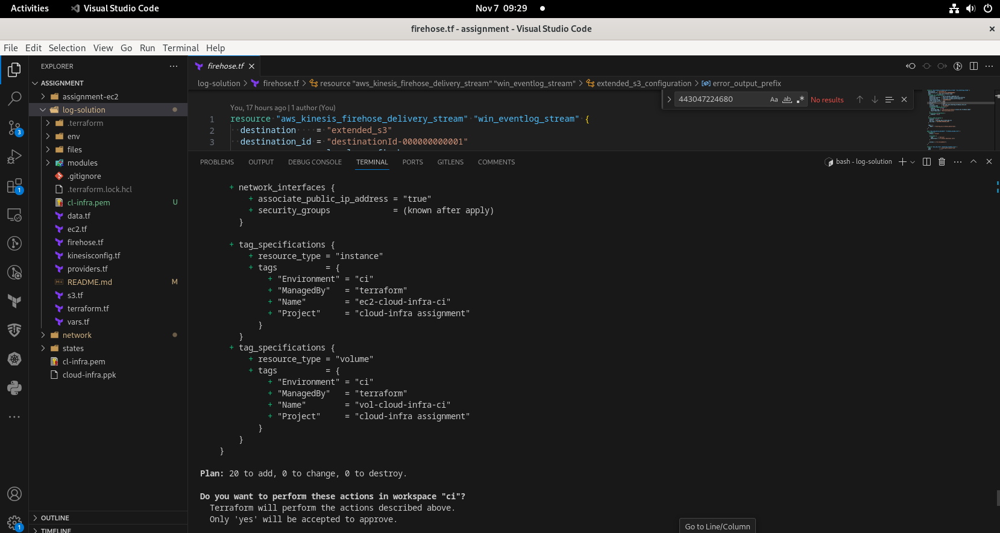 Activities
Visual Studio Code
Nov 7 09:29
firehose.tf - assignment - Visual Studio Code
File Edit Selection View Go Run Terminal Help
EXPLORER
ASSIGNMENT
assignment-ec2
log-solution
.terraform
env
files
modules
.gitignore
.terraform.lock.hcl
cl-infra.pem U
data.tf
ec2.tf
firehose.tf
kinesisconfig.tf
providers.tf
README.md M
s3.tf
terraform.tf
vars.tf
network
states
cl-infra.pem
cloud-infra.ppk
OUTLINE
TIMELINE
3
1
1
firehose.tf
log-solution > firehose.tf > resource "aws_kinesis_firehose_delivery_stream" "win_eventlog_stream" > extended_s3_configuration > error_output_prefix
443047224680 Aa ab No results
You, 17 hours ago | 1 author (You)
1 resource "aws_kinesis_firehose_delivery_stream" "win_eventlog_stream" {
2 destination = "extended_s3"
3 destination_id = "destinationId-000000000001"
PROBLEMS OUTPUT DEBUG CONSOLE TERMINAL PORTS GITLENS COMMENTS
bash - log-solution
+ network_interfaces {
+ associate_public_ip_address = "true"
+ security_groups = (known after apply)
}
+ tag_specifications {
+ resource_type = "instance"
+ tags = {
+ "Environment" = "ci"
+ "ManagedBy" = "terraform"
+ "Name" = "ec2-cloud-infra-ci"
+ "Project" = "cloud-infra assignment"
}
}
+ tag_specifications {
+ resource_type = "volume"
+ tags = {
+ "Environment" = "ci"
+ "ManagedBy" = "terraform"
+ "Name" = "vol-cloud-infra-ci"
+ "Project" = "cloud-infra assignment"
}
}
}
Plan: 20 to add, 0 to change, 0 to destroy.
Do you want to perform these actions in workspace "ci"?
Terraform will perform the actions described above.
Only 'yes' will be accepted to approve.
Go to Line/Column